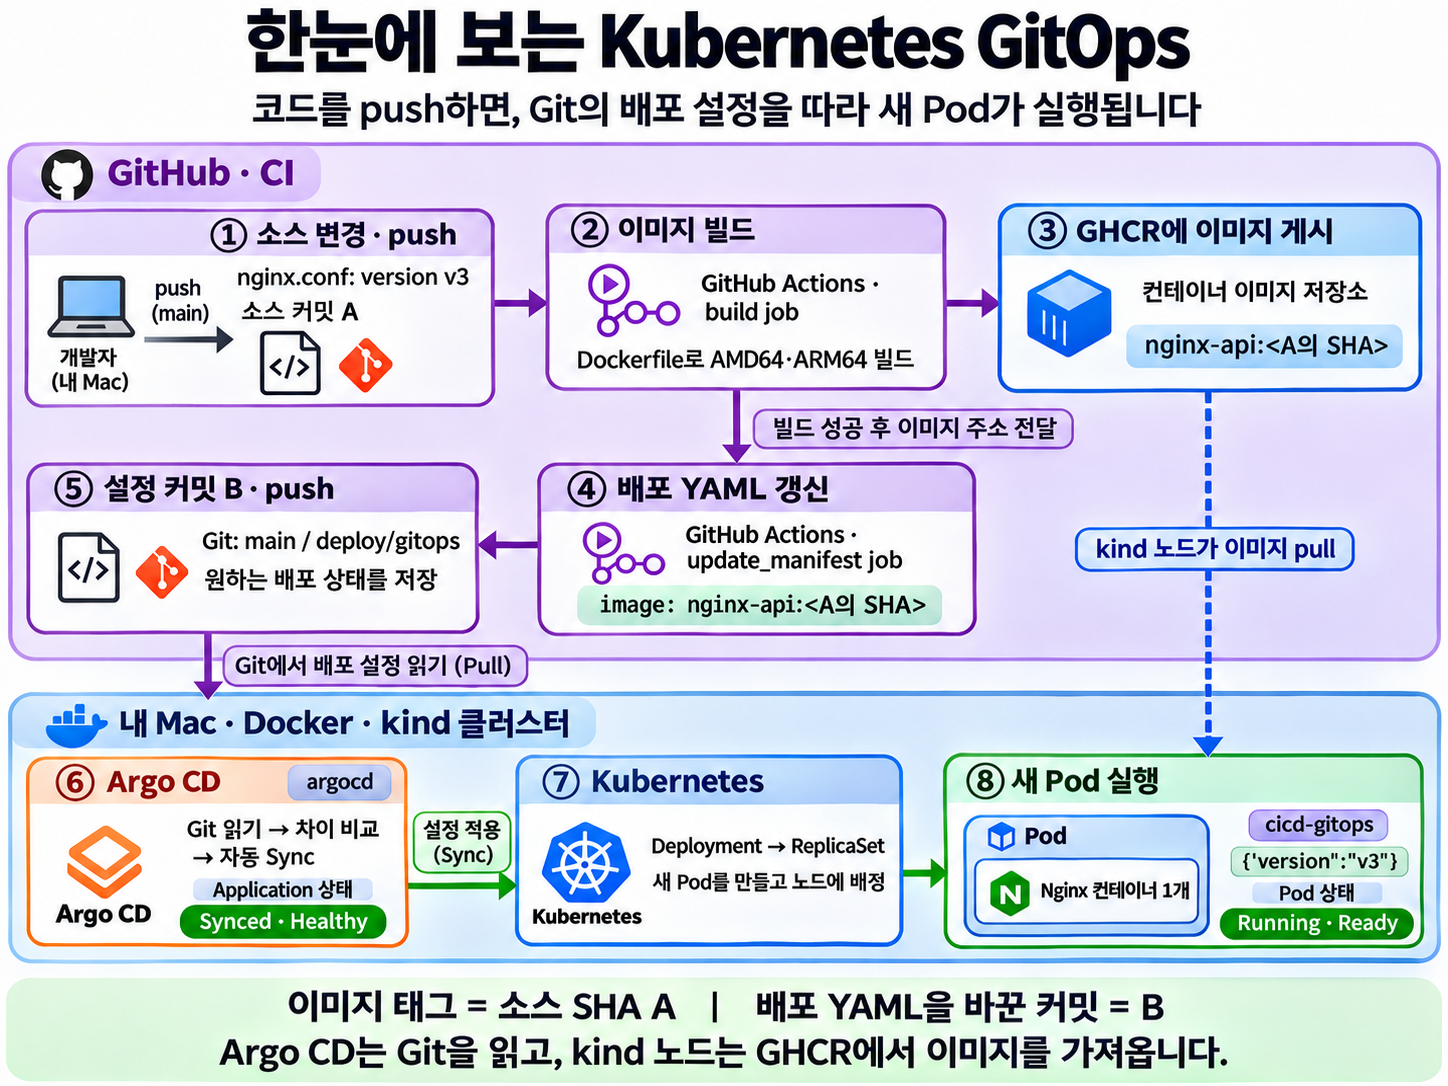 한눈에 보는 Kubernetes GitOps
코드를 push하면, Git의 배포 설정을 따라 새 Pod가 실행됩니다
GitHub · CI
① 소스 변경 · push
nginx.conf: version v3
소스 커밋 A
push
(main)
개발자
(내 Mac)
② 이미지 빌드
GitHub Actions ·
build job
Dockerfile로 AMD64·ARM64 빌드
③ GHCR에 이미지 게시
컨테이너 이미지 저장소
nginx-api:<A의 SHA>
빌드 성공 후 이미지 주소 전달
⑤ 설정 커밋 B · push
Git: main / deploy/gitops
원하는 배포 상태를 저장
④ 배포 YAML 갱신
GitHub Actions ·
update_manifest job
image: nginx-api:<A의 SHA>
kind 노드가 이미지 pull
Git에서 배포 설정 읽기 (Pull)
내 Mac · Docker · kind 클러스터
⑥ Argo CD
argocd
Git 읽기 → 차이 비교
→ 자동 Sync
Application 상태
Synced · Healthy
Argo CD
설정 적용
(Sync)
⑦ Kubernetes
Deployment → ReplicaSet
새 Pod를 만들고 노드에 배정
Kubernetes
⑧ 새 Pod 실행
Pod
N
Nginx 컨테이너 1개
cicd-gitops
{'version":"v3"}
Pod 상태
Running · Ready
이미지 태그 = 소스 SHA A | 배포 YAML을 바꾼 커밋 = B
Argo CD는 Git을 읽고, kind 노드는 GHCR에서 이미지를 가져옵니다.